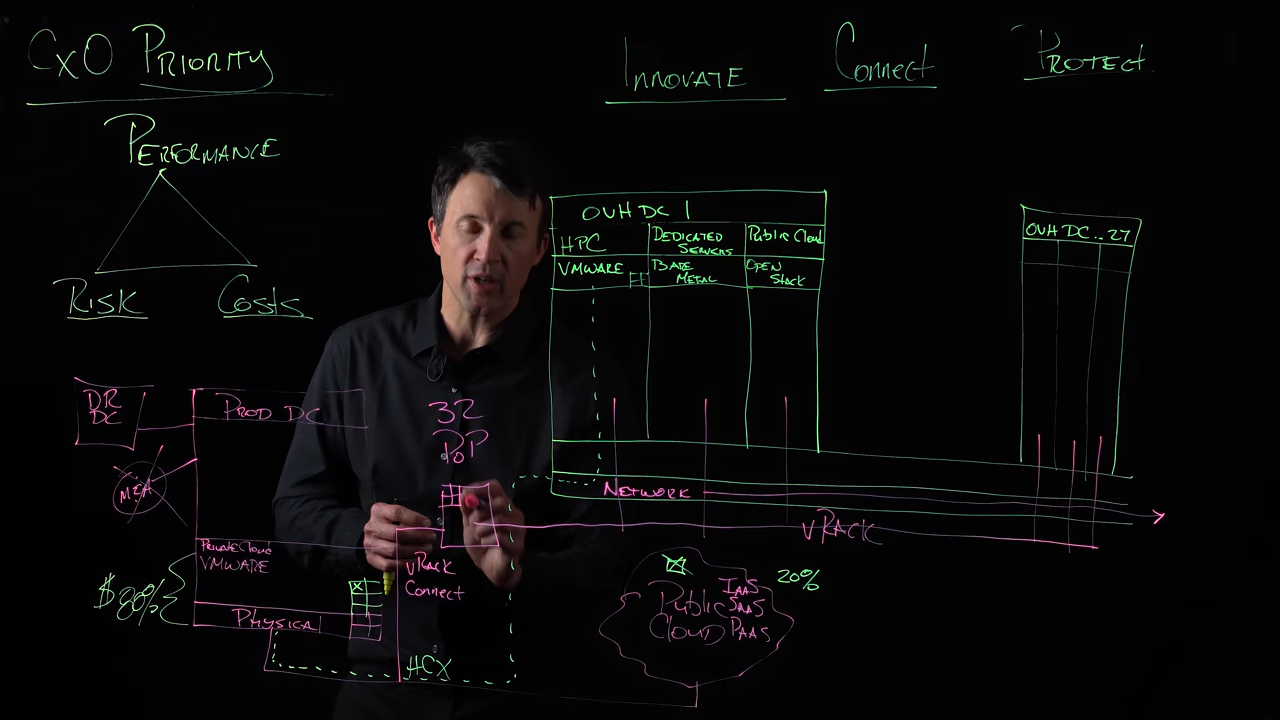 CxO PRIORITY
PERFORMANCE
RISK
COSTS
INNOVATE
CONNECT
PROTECT
OVH DC 1
HPC
DEDICATED
SERVERS
PUBLIC CLOUD
VMWARE
BARE
METAL
OPEN
STACK
OVH DC .. 27
DR
DC
PROD DC
M&A
32
POP
NETWORK
vRACK
PRIVATE CLOUD
VMWARE
$80%
PHYSICAL
vRACK
CONNECT
HCX
PUBLIC
CLOUD
IAAS
SAAS
PAAS
20%